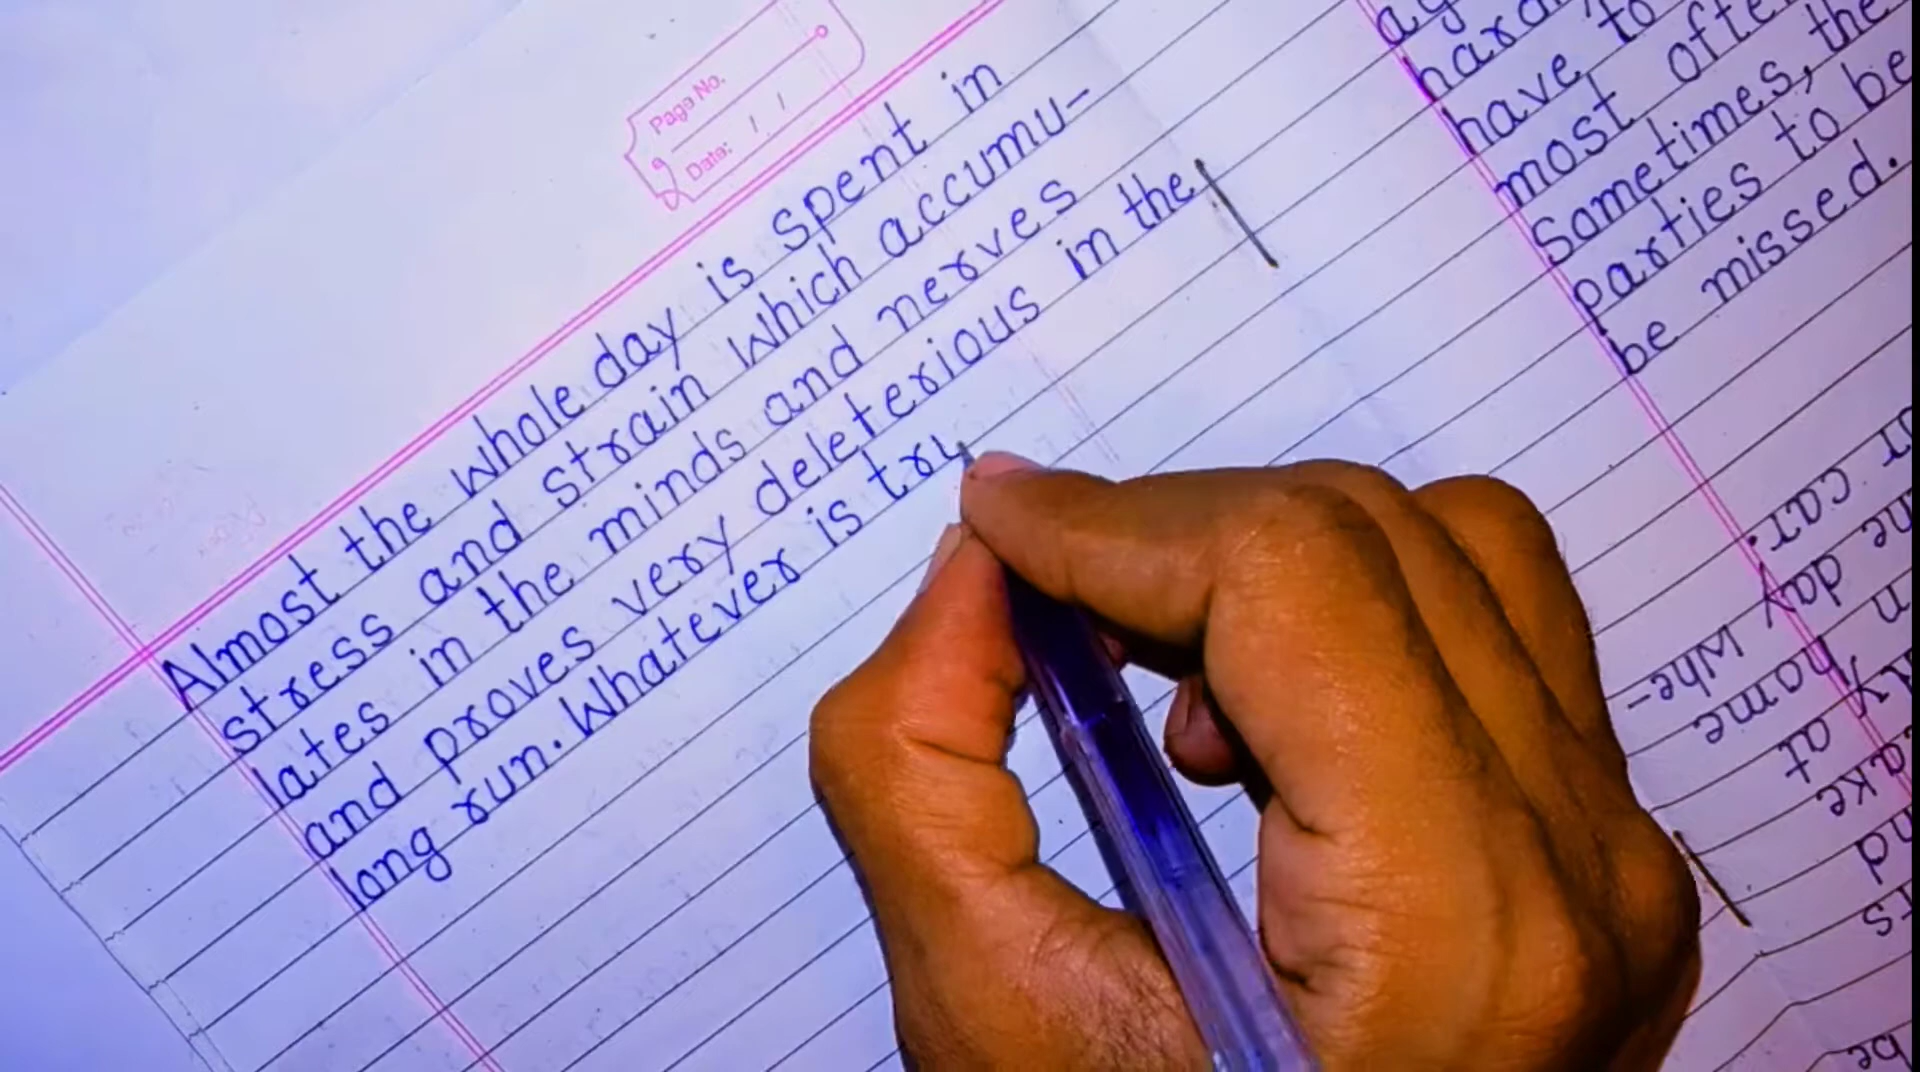 Page No.
Date: / /
Almost the whole day is spent in
stress and strain which accumu-
lates in the minds and nerves
and proves very deleterious in the
long run. Whatever is tru
have to
most
Sometimes, the
parties to be
be missed.
car.
day whe-
home
at
be